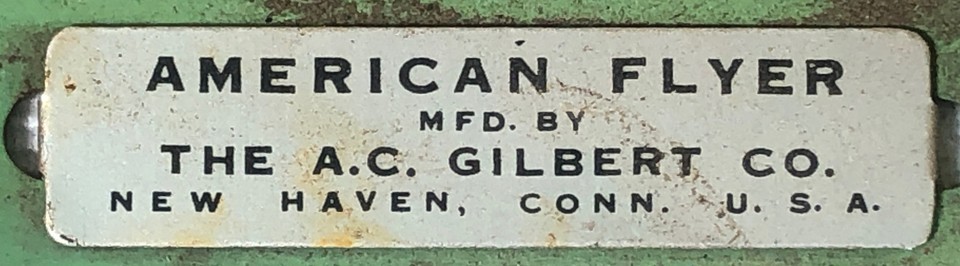 AMERICAN FLYER
MFD. BY
THE A.C. GILBERT CO.
NEW HAVEN, CONN. U. S. A.